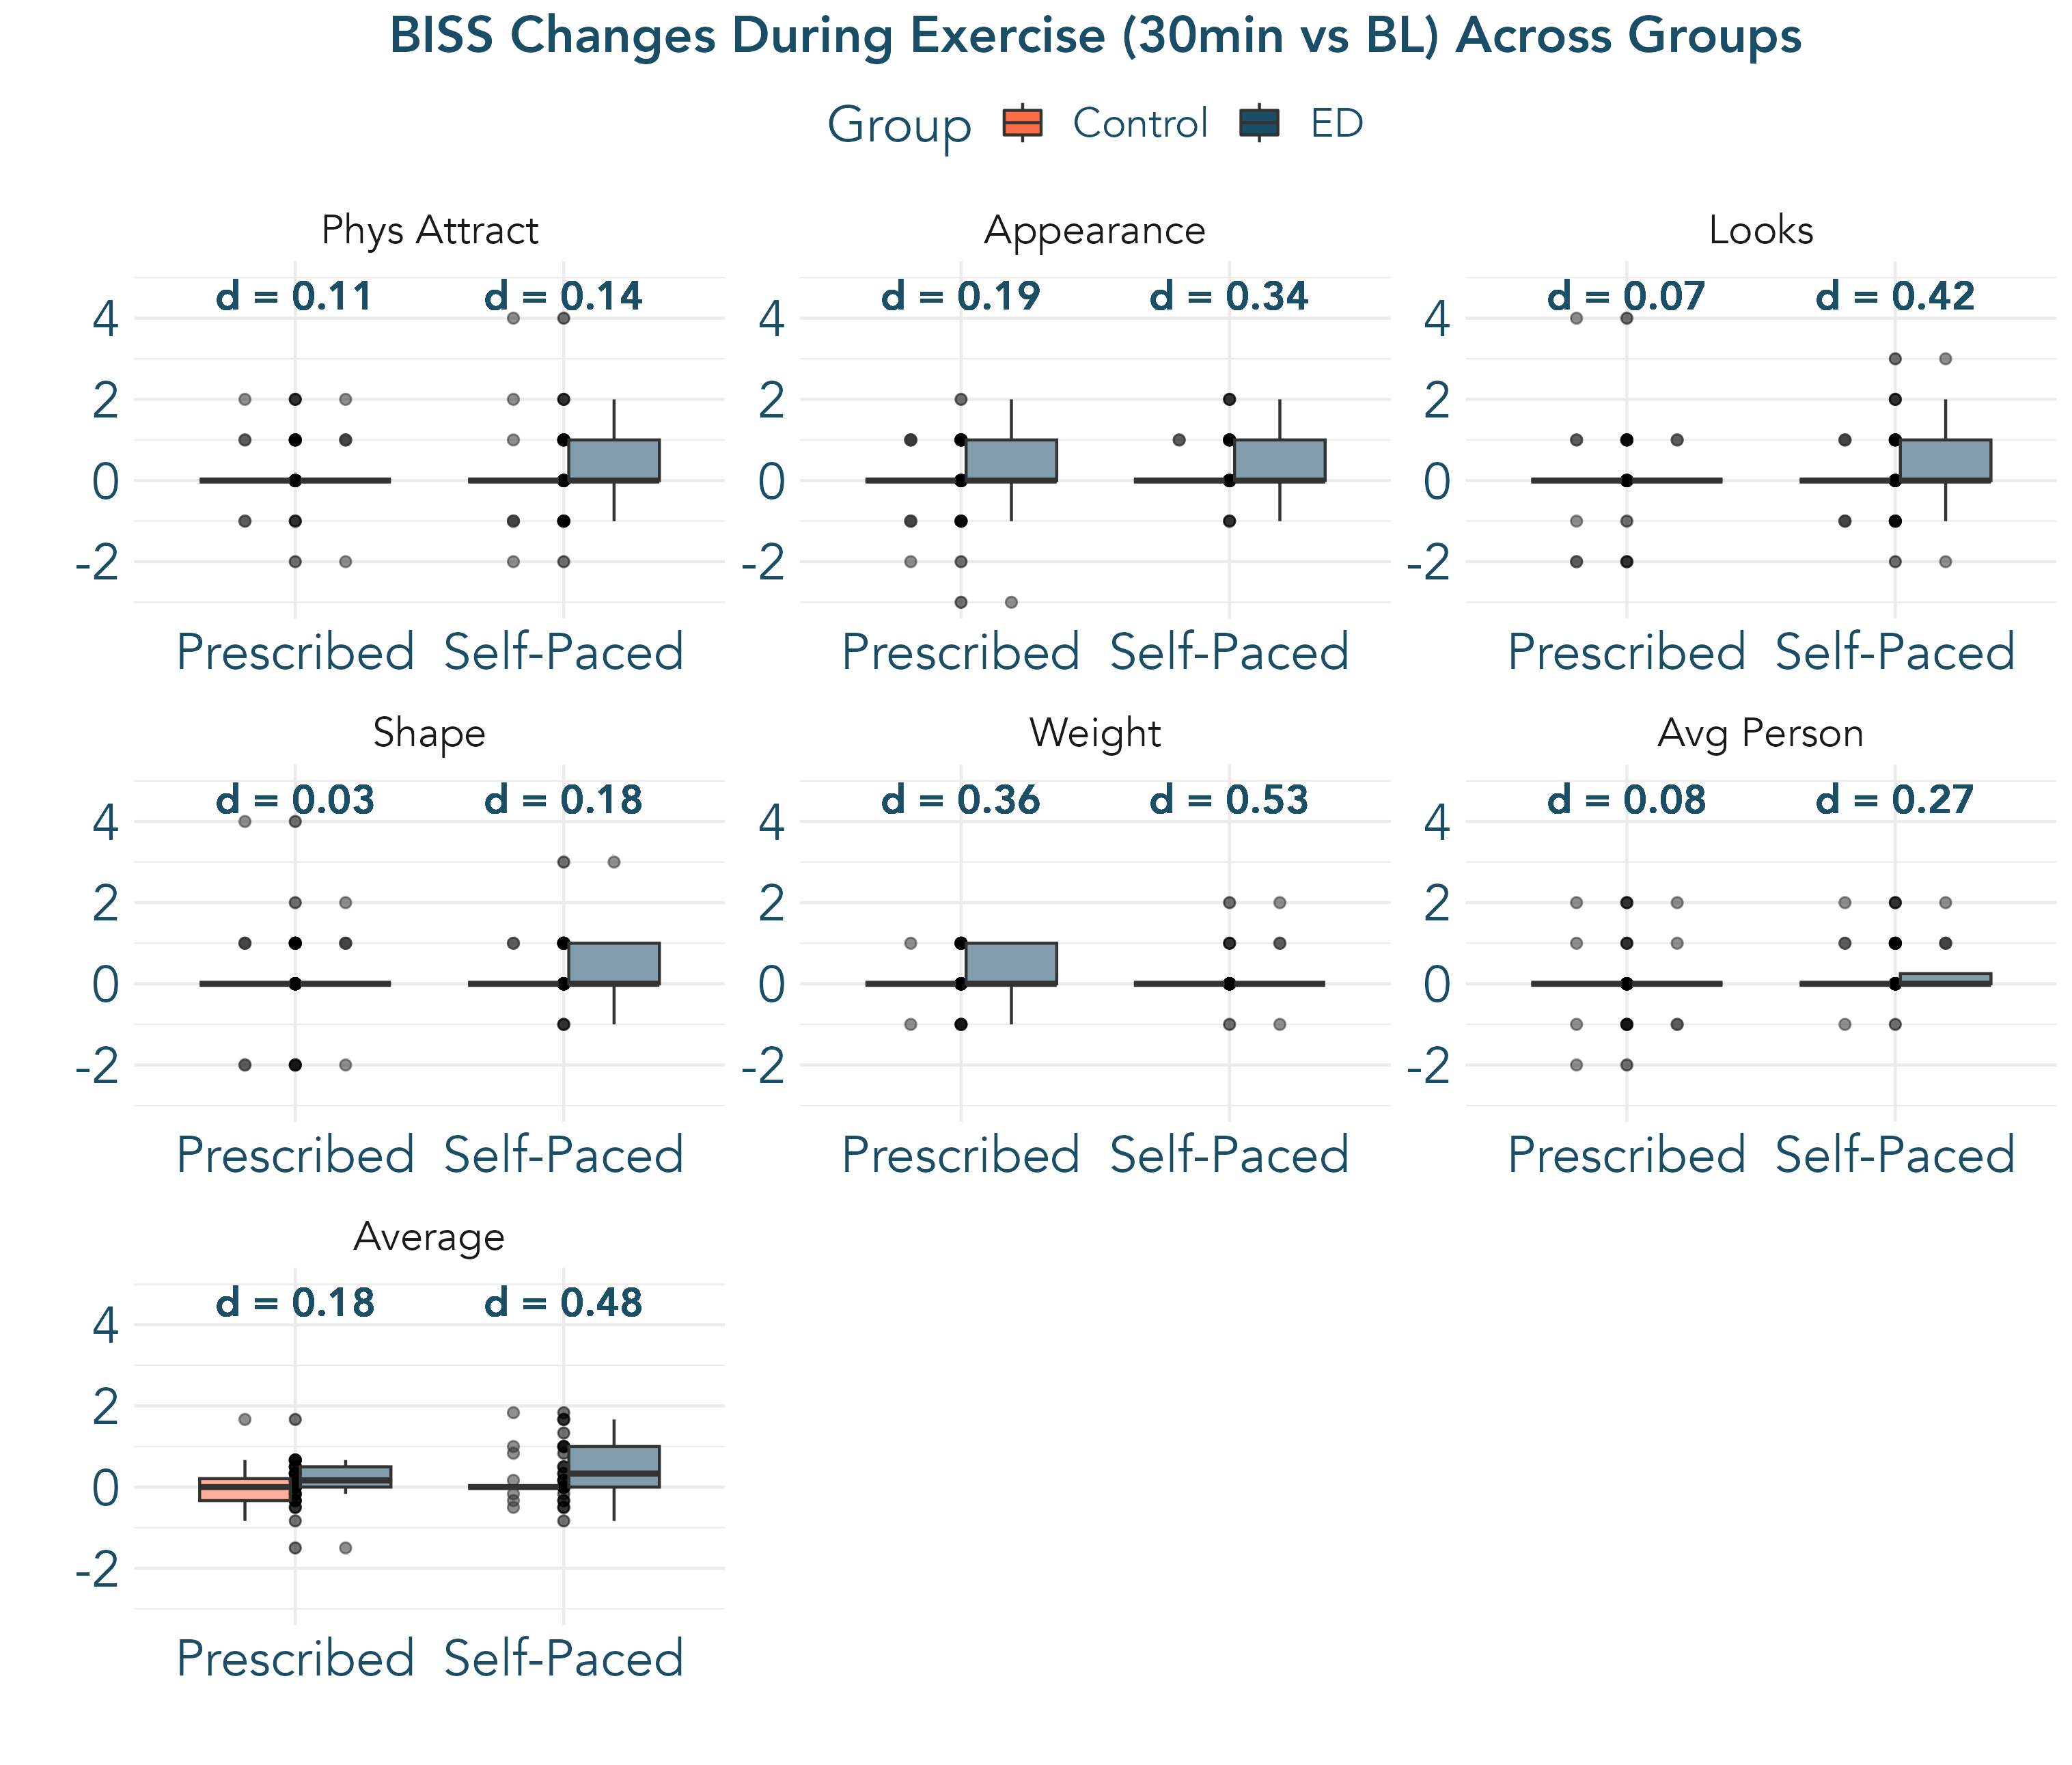 BISS Changes During Exercise (30min vs BL) Across Groups
Group Control ED
Phys Attract Appearance Looks
d = 0.11 d = 0.14 d = 0.19 d = 0.34 d = 0.07 d = 0.42
4 4 4
2 2 2
0 0 0
-2 -2 -2
Prescribed Self-Paced Prescribed Self-Paced Prescribed Self-Paced
Shape Weight Avg Person
d = 0.03 d = 0.18 d = 0.36 d = 0.53 d = 0.08 d = 0.27
4 4 4
2 2 2
0 0 0
-2 -2 -2
Prescribed Self-Paced Prescribed Self-Paced Prescribed Self-Paced
Average
d = 0.18 d = 0.48
4
2
0
-2
Prescribed Self-Paced